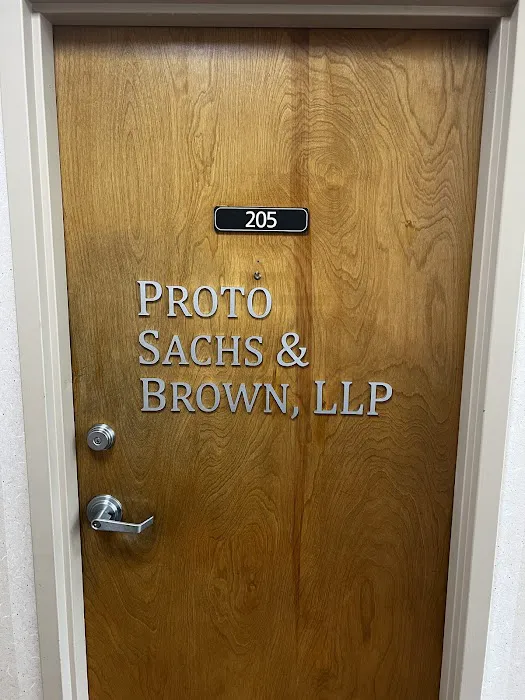 205
PROTO
SACHS &
BROWN, LLP